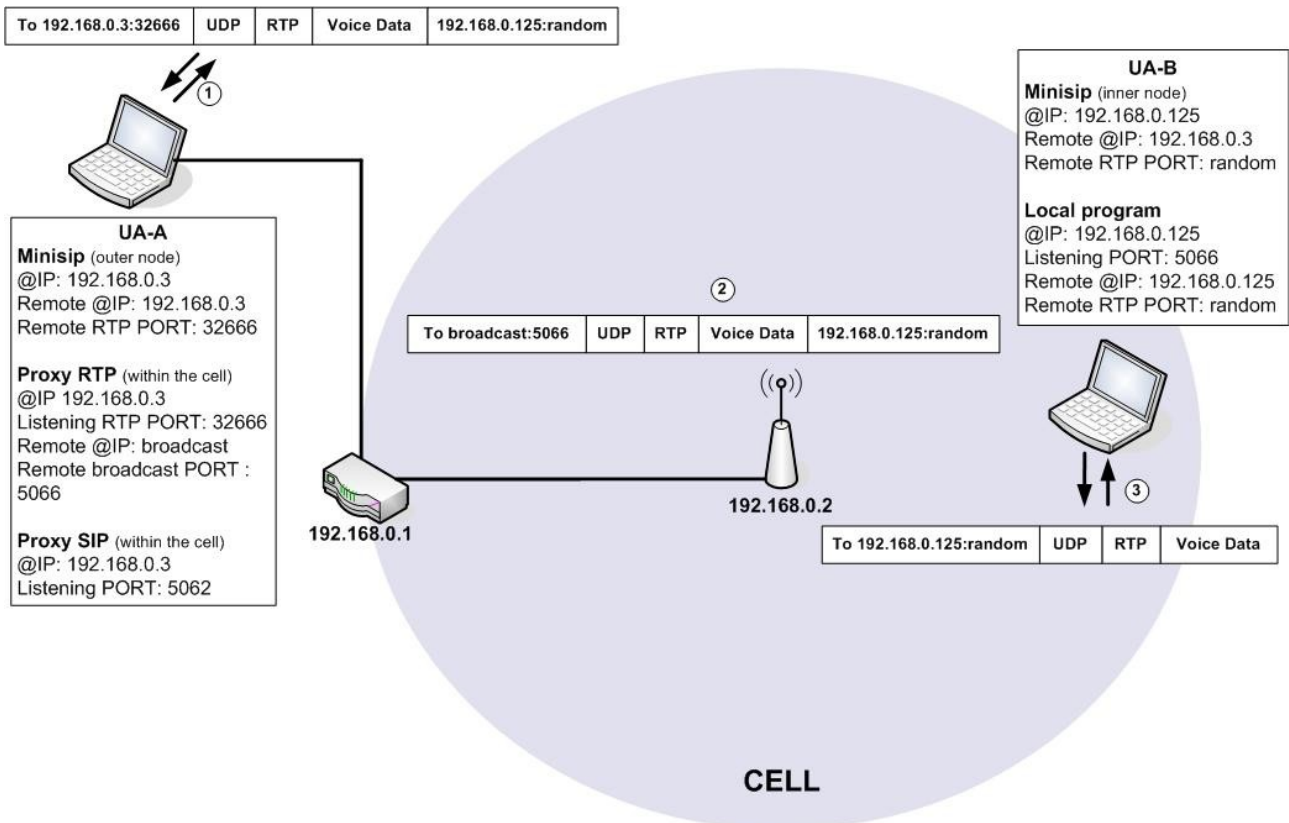 To 192.168.0.3:32666 UDP RTP Voice Data 192.168.0.125:random
1
UA-A
Minisip (outer node)
@IP: 192.168.0.3
Remote @IP: 192.168.0.3
Remote RTP PORT: 32666
Proxy RTP (within the cell)
@IP 192.168.0.3
Listening RTP PORT: 32666
Remote @IP: broadcast
Remote broadcast PORT :
5066
Proxy SIP (within the cell)
@IP: 192.168.0.3
Listening PORT: 5062
192.168.0.1
2
To broadcast:5066 UDP RTP Voice Data 192.168.0.125:random
192.168.0.2
UA-B
Minisip (inner node)
@IP: 192.168.0.125
Remote @IP: 192.168.0.3
Remote RTP PORT: random
Local program
@IP: 192.168.0.125
Listening PORT: 5066
Remote @IP: 192.168.0.125
Remote RTP PORT: random
3
To 192.168.0.125:random UDP RTP Voice Data
CELL